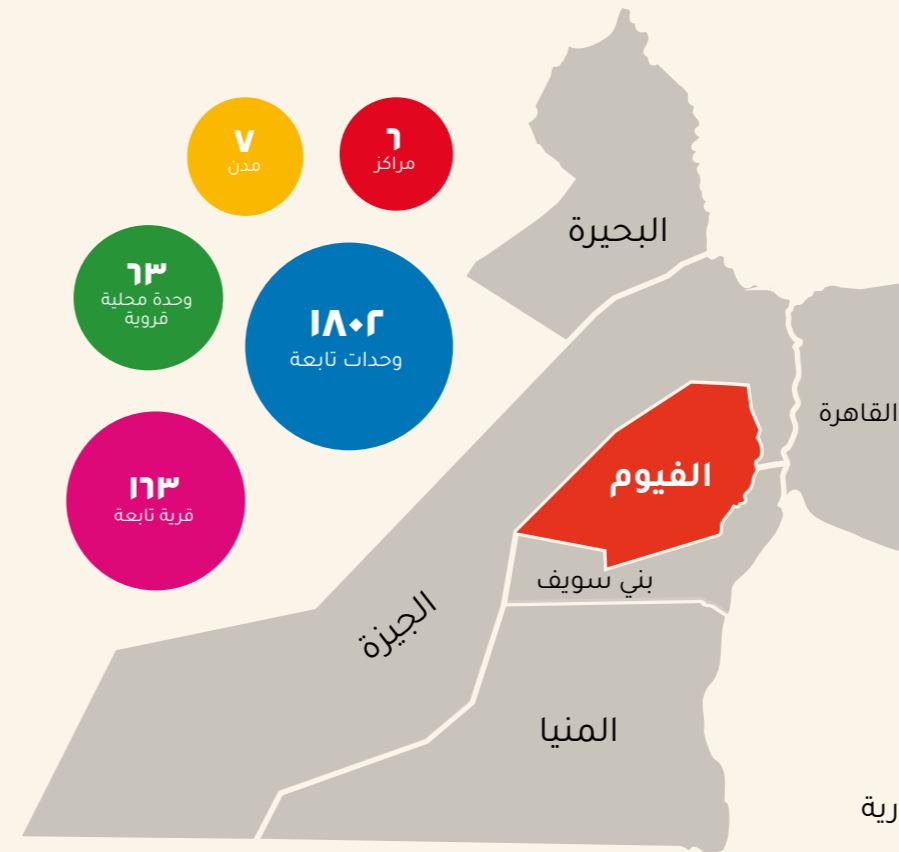 ٦
مراكز
٧
مدن
البحيرة
٦٣
وحدة محلية
قروية
١٨٠٢
وحدات تابعة
القاهرة
الفيوم
١٦٣
قرية تابعة
بني سويف
الجيزة
المنيا